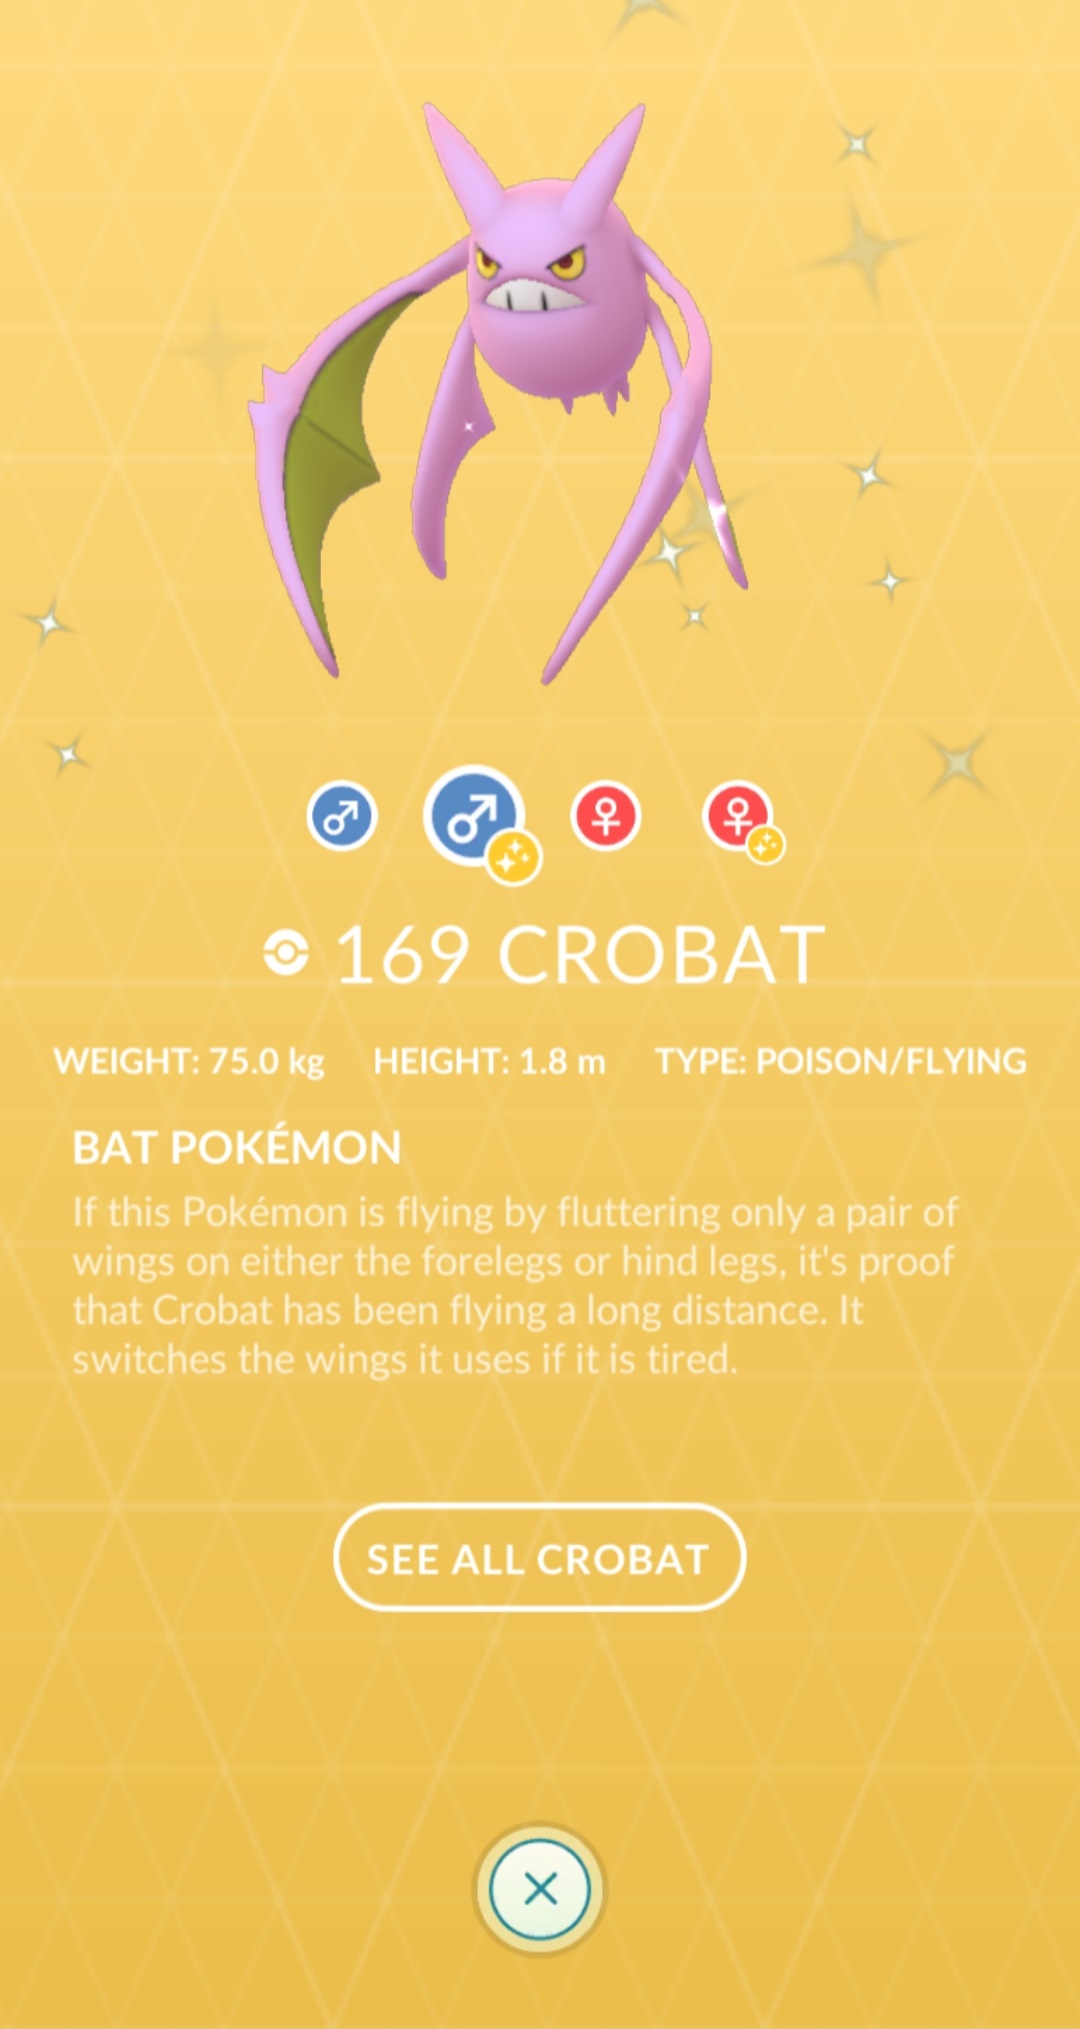 169 CROBAT
WEIGHT: 75.0 kg HEIGHT: 1.8 m TYPE: POISON/FLYING
BAT POKÉMON
If this Pokémon is flying by fluttering only a pair of
wings on either the forelegs or hind legs, it's proof
that Crobat has been flying a long distance. It
switches the wings it uses if it is tired.
SEE ALL CROBAT